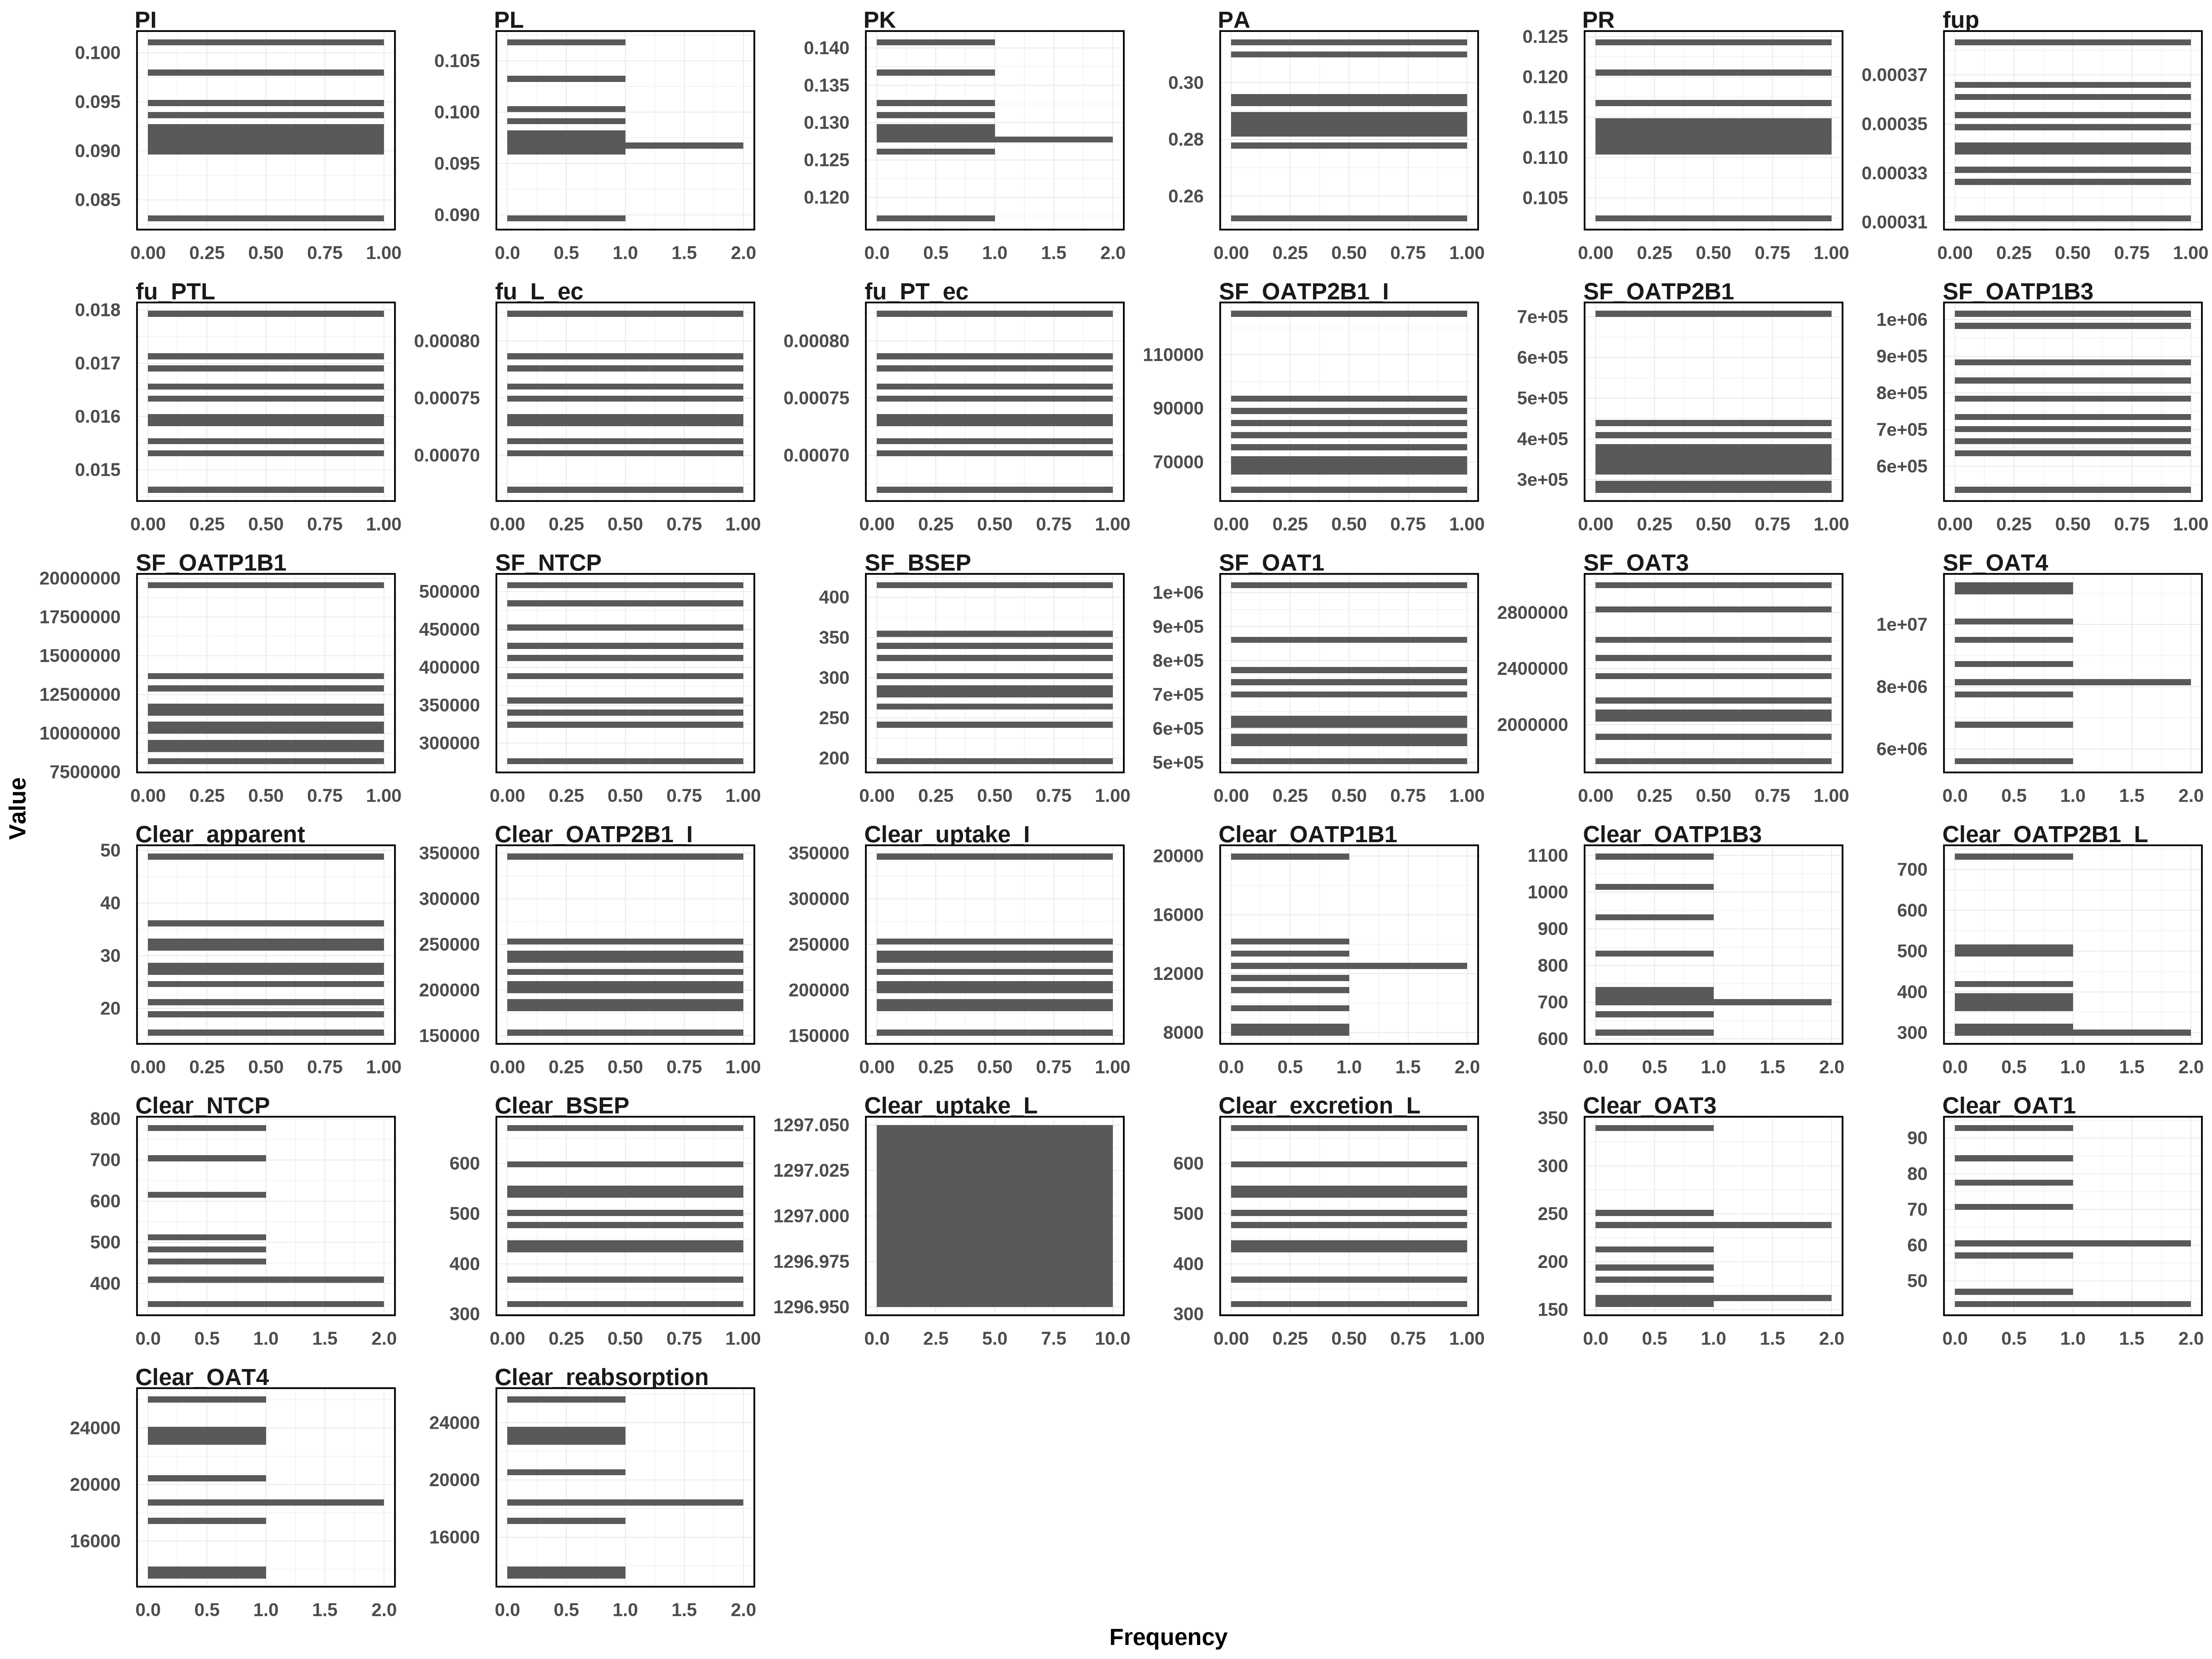 PI PL PK PA PR fup
0.100
0.095
0.090
0.085
0.00 0.25 0.50 0.75 1.00
0.105
0.100
0.095
0.090
0.0 0.5 1.0 1.5 2.0
0.140
0.135
0.130
0.125
0.120
0.0 0.5 1.0 1.5 2.0
0.30
0.28
0.26
0.00 0.25 0.50 0.75 1.00
0.125
0.120
0.115
0.110
0.105
0.00 0.25 0.50 0.75 1.00
0.00037
0.00035
0.00033
0.00031
0.00 0.25 0.50 0.75 1.00
fu_PTL fu_L_ec fu_PT_ec SF_OATP2B1_I SF_OATP2B1 SF_OATP1B3
0.018
0.017
0.016
0.015
0.00 0.25 0.50 0.75 1.00
0.00080
0.00075
0.00070
0.00 0.25 0.50 0.75 1.00
0.00080
0.00075
0.00070
0.00 0.25 0.50 0.75 1.00
110000
90000
70000
0.00 0.25 0.50 0.75 1.00
7e+05
6e+05
5e+05
4e+05
3e+05
0.00 0.25 0.50 0.75 1.00
1e+06
9e+05
8e+05
7e+05
6e+05
0.00 0.25 0.50 0.75 1.00
SF_OATP1B1 SF_NTCP SF_BSEP SF_OAT1 SF_OAT3 SF_OAT4
20000000
17500000
15000000
12500000
10000000
7500000
0.00 0.25 0.50 0.75 1.00
500000
450000
400000
350000
300000
0.00 0.25 0.50 0.75 1.00
400
350
300
250
200
0.00 0.25 0.50 0.75 1.00
1e+06
9e+05
8e+05
7e+05
6e+05
5e+05
0.00 0.25 0.50 0.75 1.00
2800000
2400000
2000000
0.00 0.25 0.50 0.75 1.00
1e+07
8e+06
6e+06
0.0 0.5 1.0 1.5 2.0
Value
Clear_apparent Clear_OATP2B1_I Clear_uptake_I Clear_OATP1B1 Clear_OATP1B3 Clear_OATP2B1_L
50
40
30
20
0.00 0.25 0.50 0.75 1.00
350000
300000
250000
200000
150000
0.00 0.25 0.50 0.75 1.00
350000
300000
250000
200000
150000
0.00 0.25 0.50 0.75 1.00
20000
16000
12000
8000
0.0 0.5 1.0 1.5 2.0
1100
1000
900
800
700
600
0.0 0.5 1.0 1.5 2.0
700
600
500
400
300
0.0 0.5 1.0 1.5 2.0
Clear_NTCP Clear_BSEP Clear_uptake_L Clear_excretion_L Clear_OAT3 Clear_OAT1
800
700
600
500
400
0.0 0.5 1.0 1.5 2.0
600
500
400
300
0.00 0.25 0.50 0.75 1.00
1297.050
1297.025
1297.000
1296.975
1296.950
0.0 2.5 5.0 7.5 10.0
600
500
400
300
0.00 0.25 0.50 0.75 1.00
350
300
250
200
150
0.0 0.5 1.0 1.5 2.0
90
80
70
60
50
0.0 0.5 1.0 1.5 2.0
Clear_OAT4 Clear_reabsorption
24000
20000
16000
0.0 0.5 1.0 1.5 2.0
24000
20000
16000
0.0 0.5 1.0 1.5 2.0
Frequency